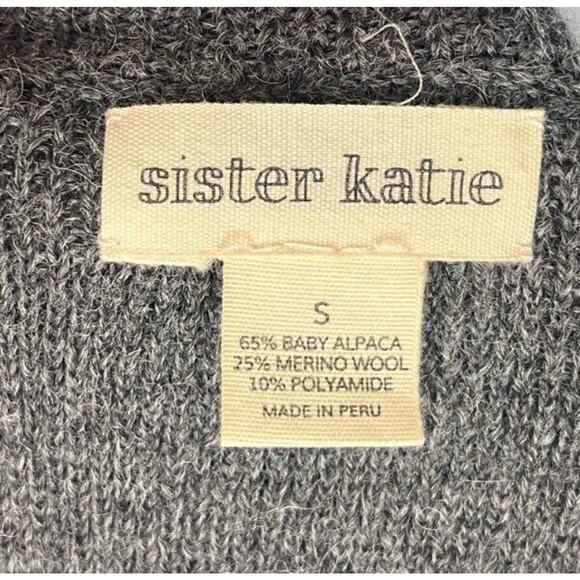 sister katie
S
65% BABY ALPACA
25% MERINO WOOL
10% POLYAMIDE
MADE IN PERU